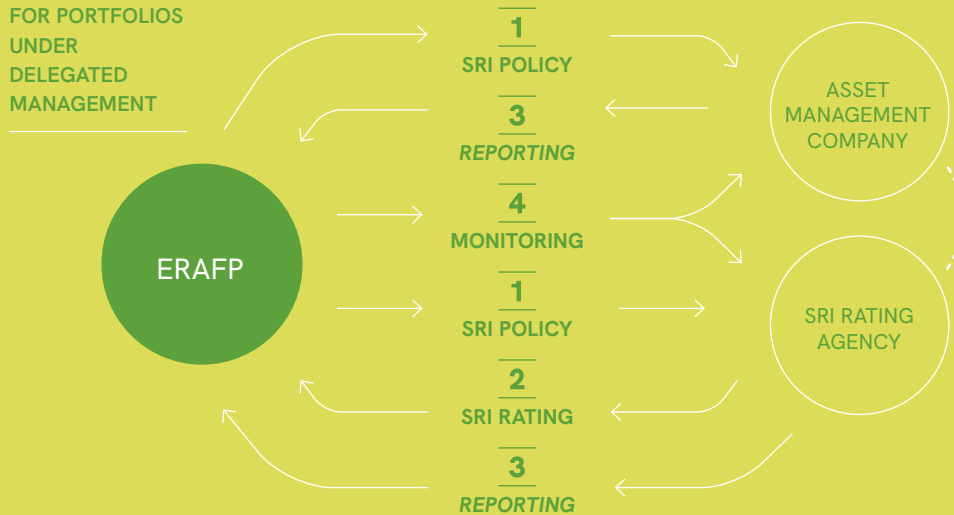 FOR PORTFOLIOS
UNDER
DELEGATED
MANAGEMENT
1
SRI POLICY
3
REPORTING
4
MONITORING
1
SRI POLICY
2
SRI RATING
3
REPORTING
ERAFP
ASSET
MANAGEMENT
COMPANY
SRI RATING
AGENCY